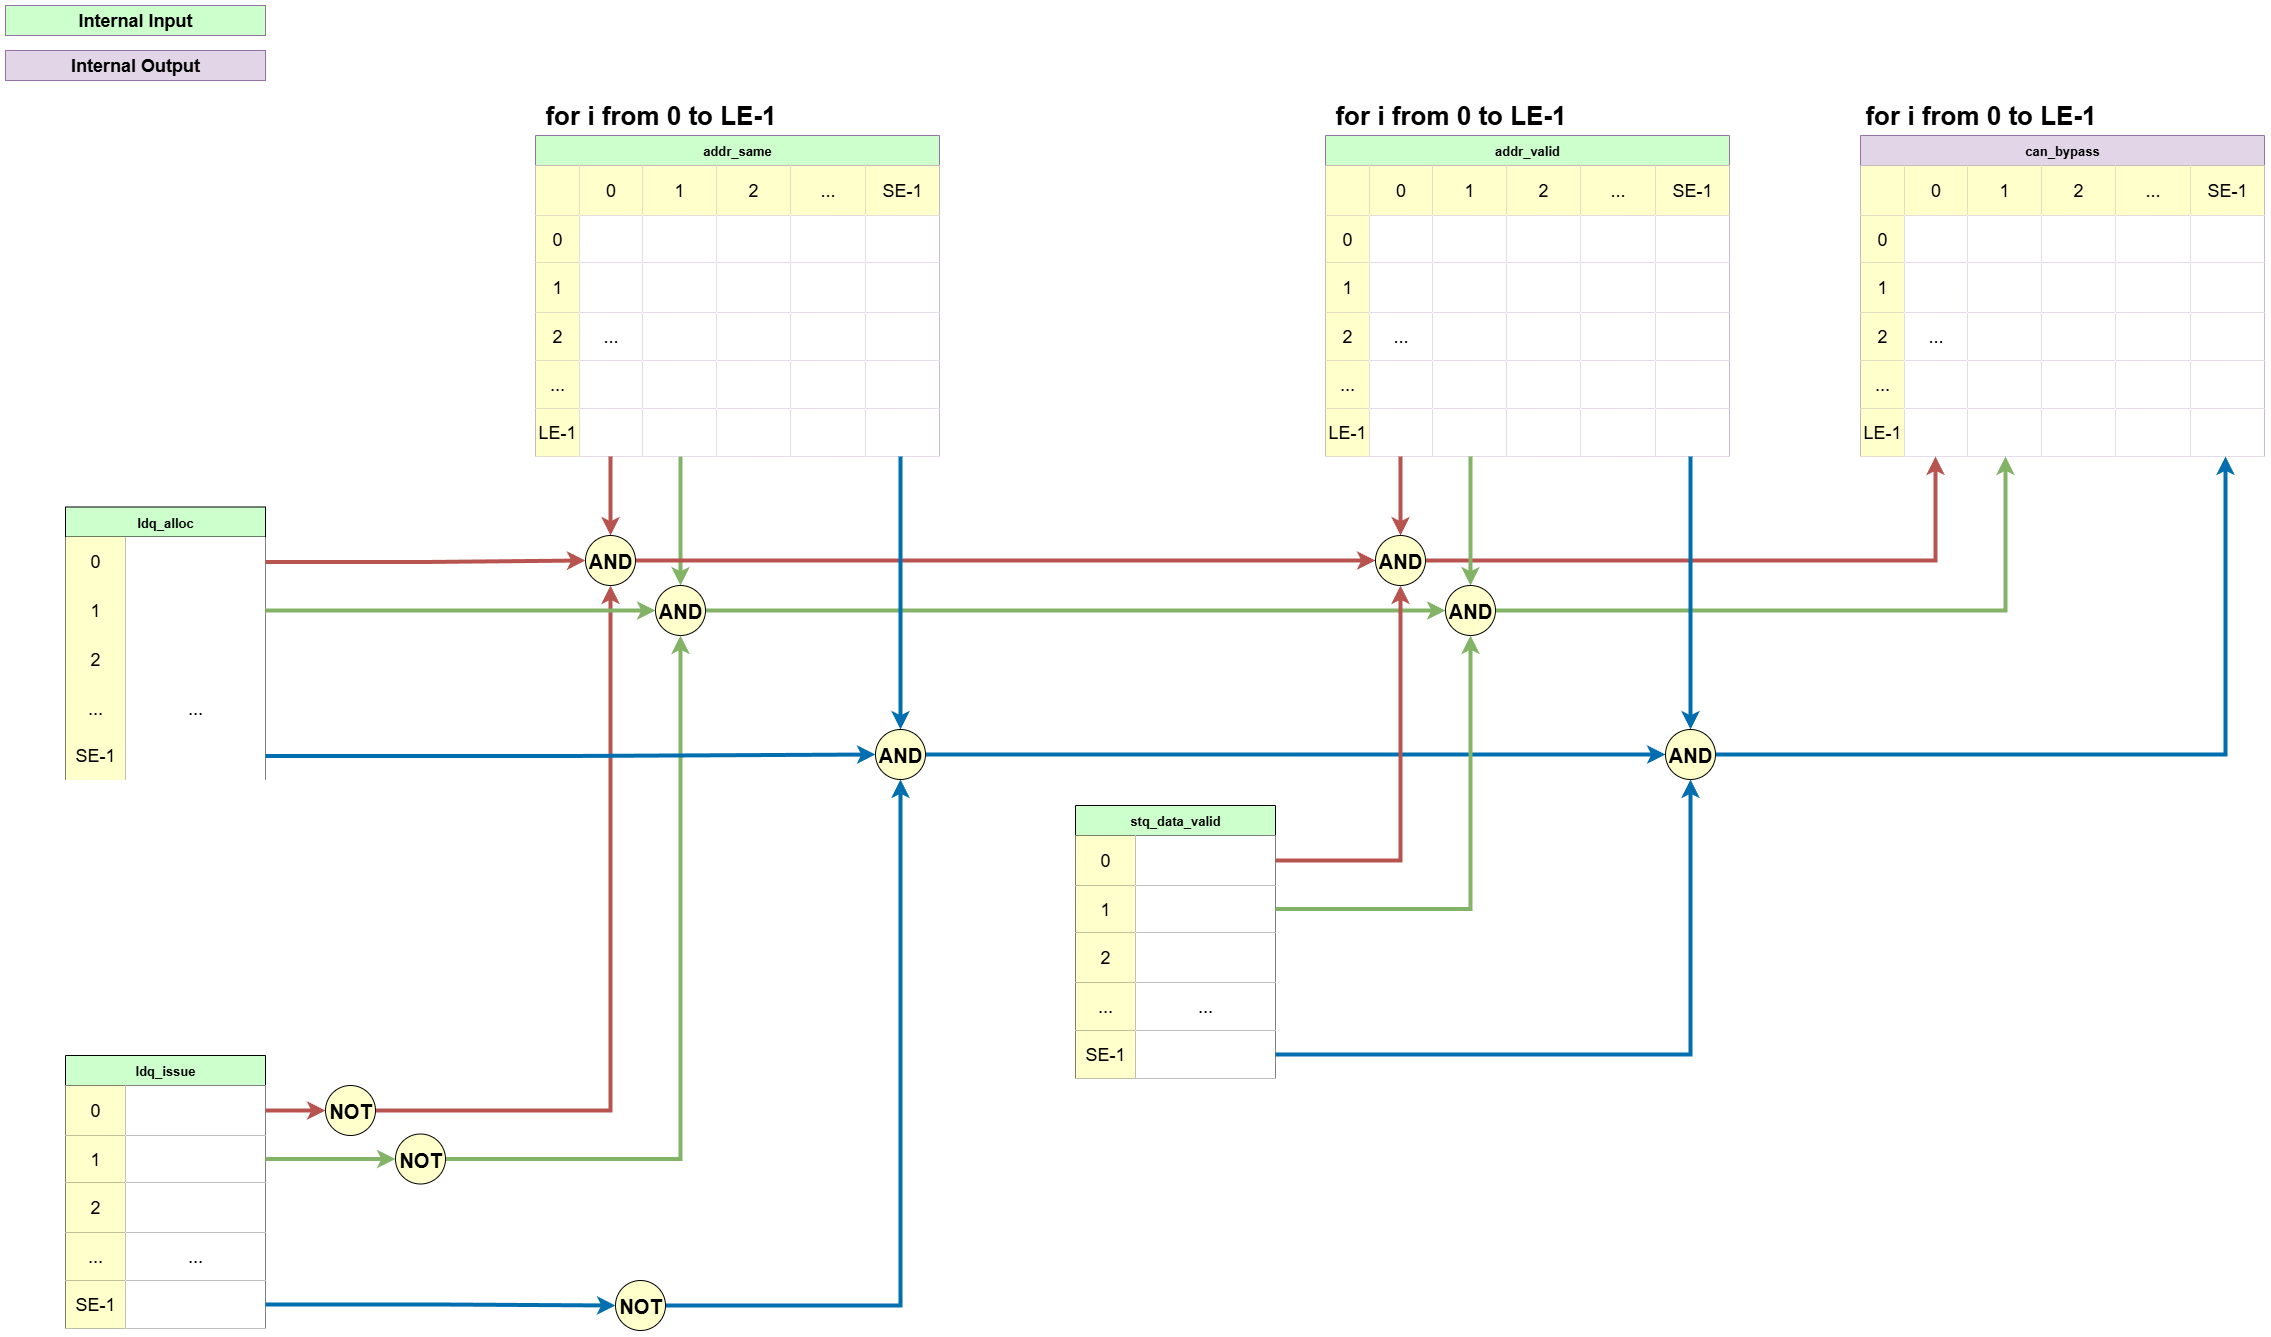 Internal Input
Internal Output
for i from 0 to LE-1
addr_same
0 1 2 ... SE-1
0
1
2 ...
...
LE-1
for i from 0 to LE-1
addr_valid
0 1 2 ... SE-1
0
1
2 ...
...
LE-1
for i from 0 to LE-1
can_bypass
0 1 2 ... SE-1
0
1
2 ...
...
LE-1
ldq_alloc
0
1
2
... ...
SE-1
AND
AND
AND
AND
AND
AND
stq_data_valid
0
1
2
... ...
SE-1
ldq_issue
0
1
2
... ...
SE-1
NOT
NOT
NOT